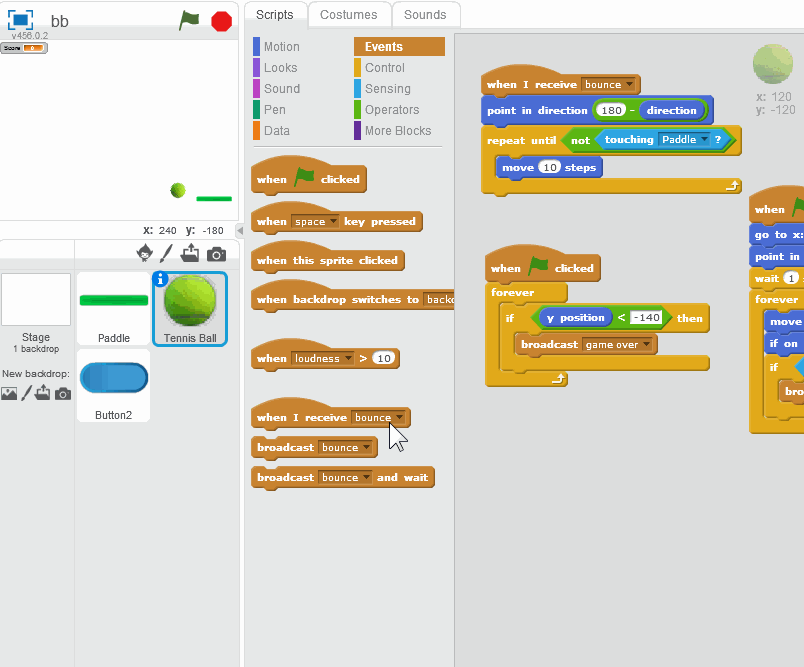 bb
v456.0.2
Score
x: 240 y: -180
Stage
1 backdrop
New backdrop:
Paddle
Tennis Ball
Button2
Scripts
Costumes
Sounds
Motion
Events
Looks
Control
Sound
Sensing
Pen
Operators
Data
More Blocks
when clicked
when space key pressed
when this sprite clicked
when backdrop switches to back
when loudness > 10
when I receive bounce
broadcast bounce
broadcast bounce and wait
when I receive bounce
point in direction 180 - direction
repeat until not touching Paddle ?
move 10 steps
when clicked
forever
if y position < -140 then
broadcast game over
x: 120
y: -120
when
go to x:
point in
wait 1
forever
move
if on
if
bro